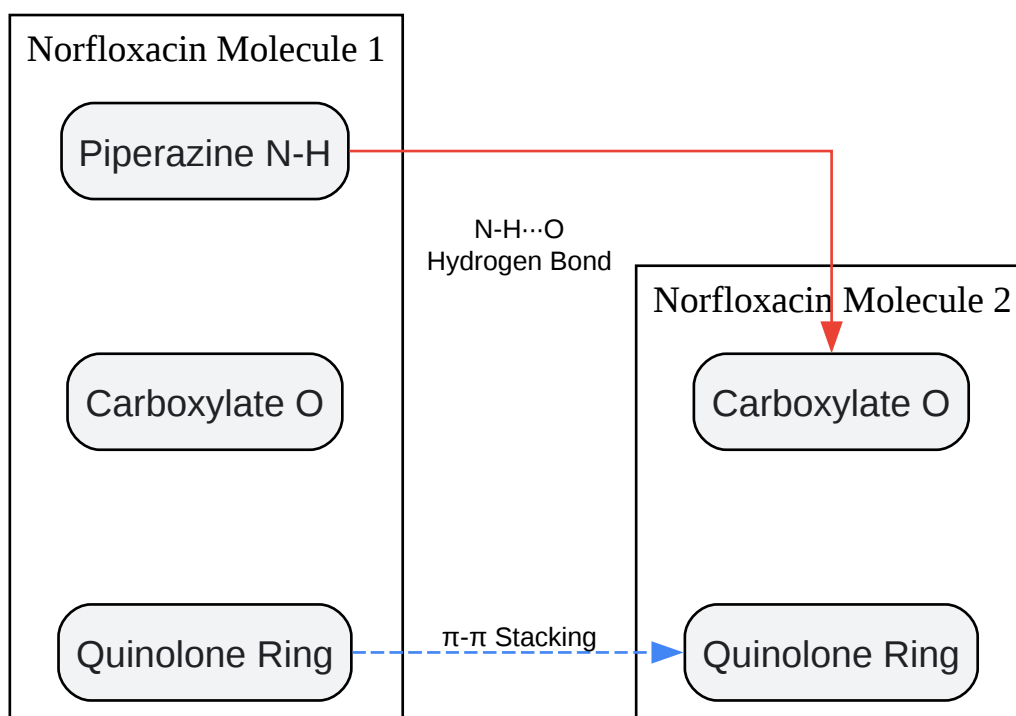 Norfloxacin Molecule 1
Piperazine N-H
N-H···O
Hydrogen Bond
Norfloxacin Molecule 2
Carboxylate O
Carboxylate O
Quinolone Ring
π-π Stacking
Quinolone Ring